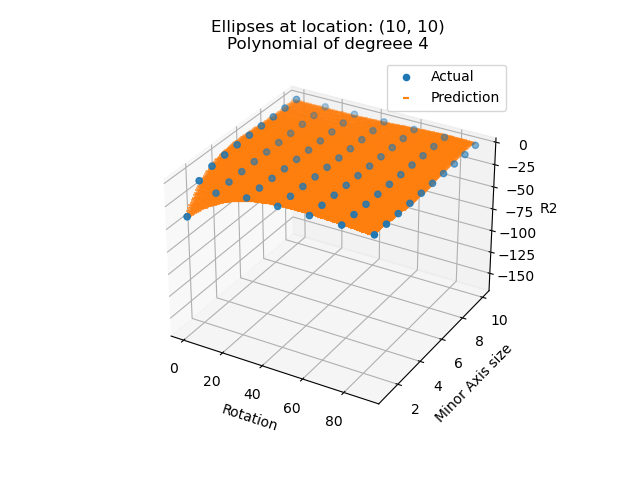 Ellipses at location: (10, 10)
Polynomial of degreee 4
Actual
Prediction
0
−25
−50
−75
−100
−125
−150
R2
10
8
6
4
2
Minor Axis size
0
20
40
60
80
Rotation